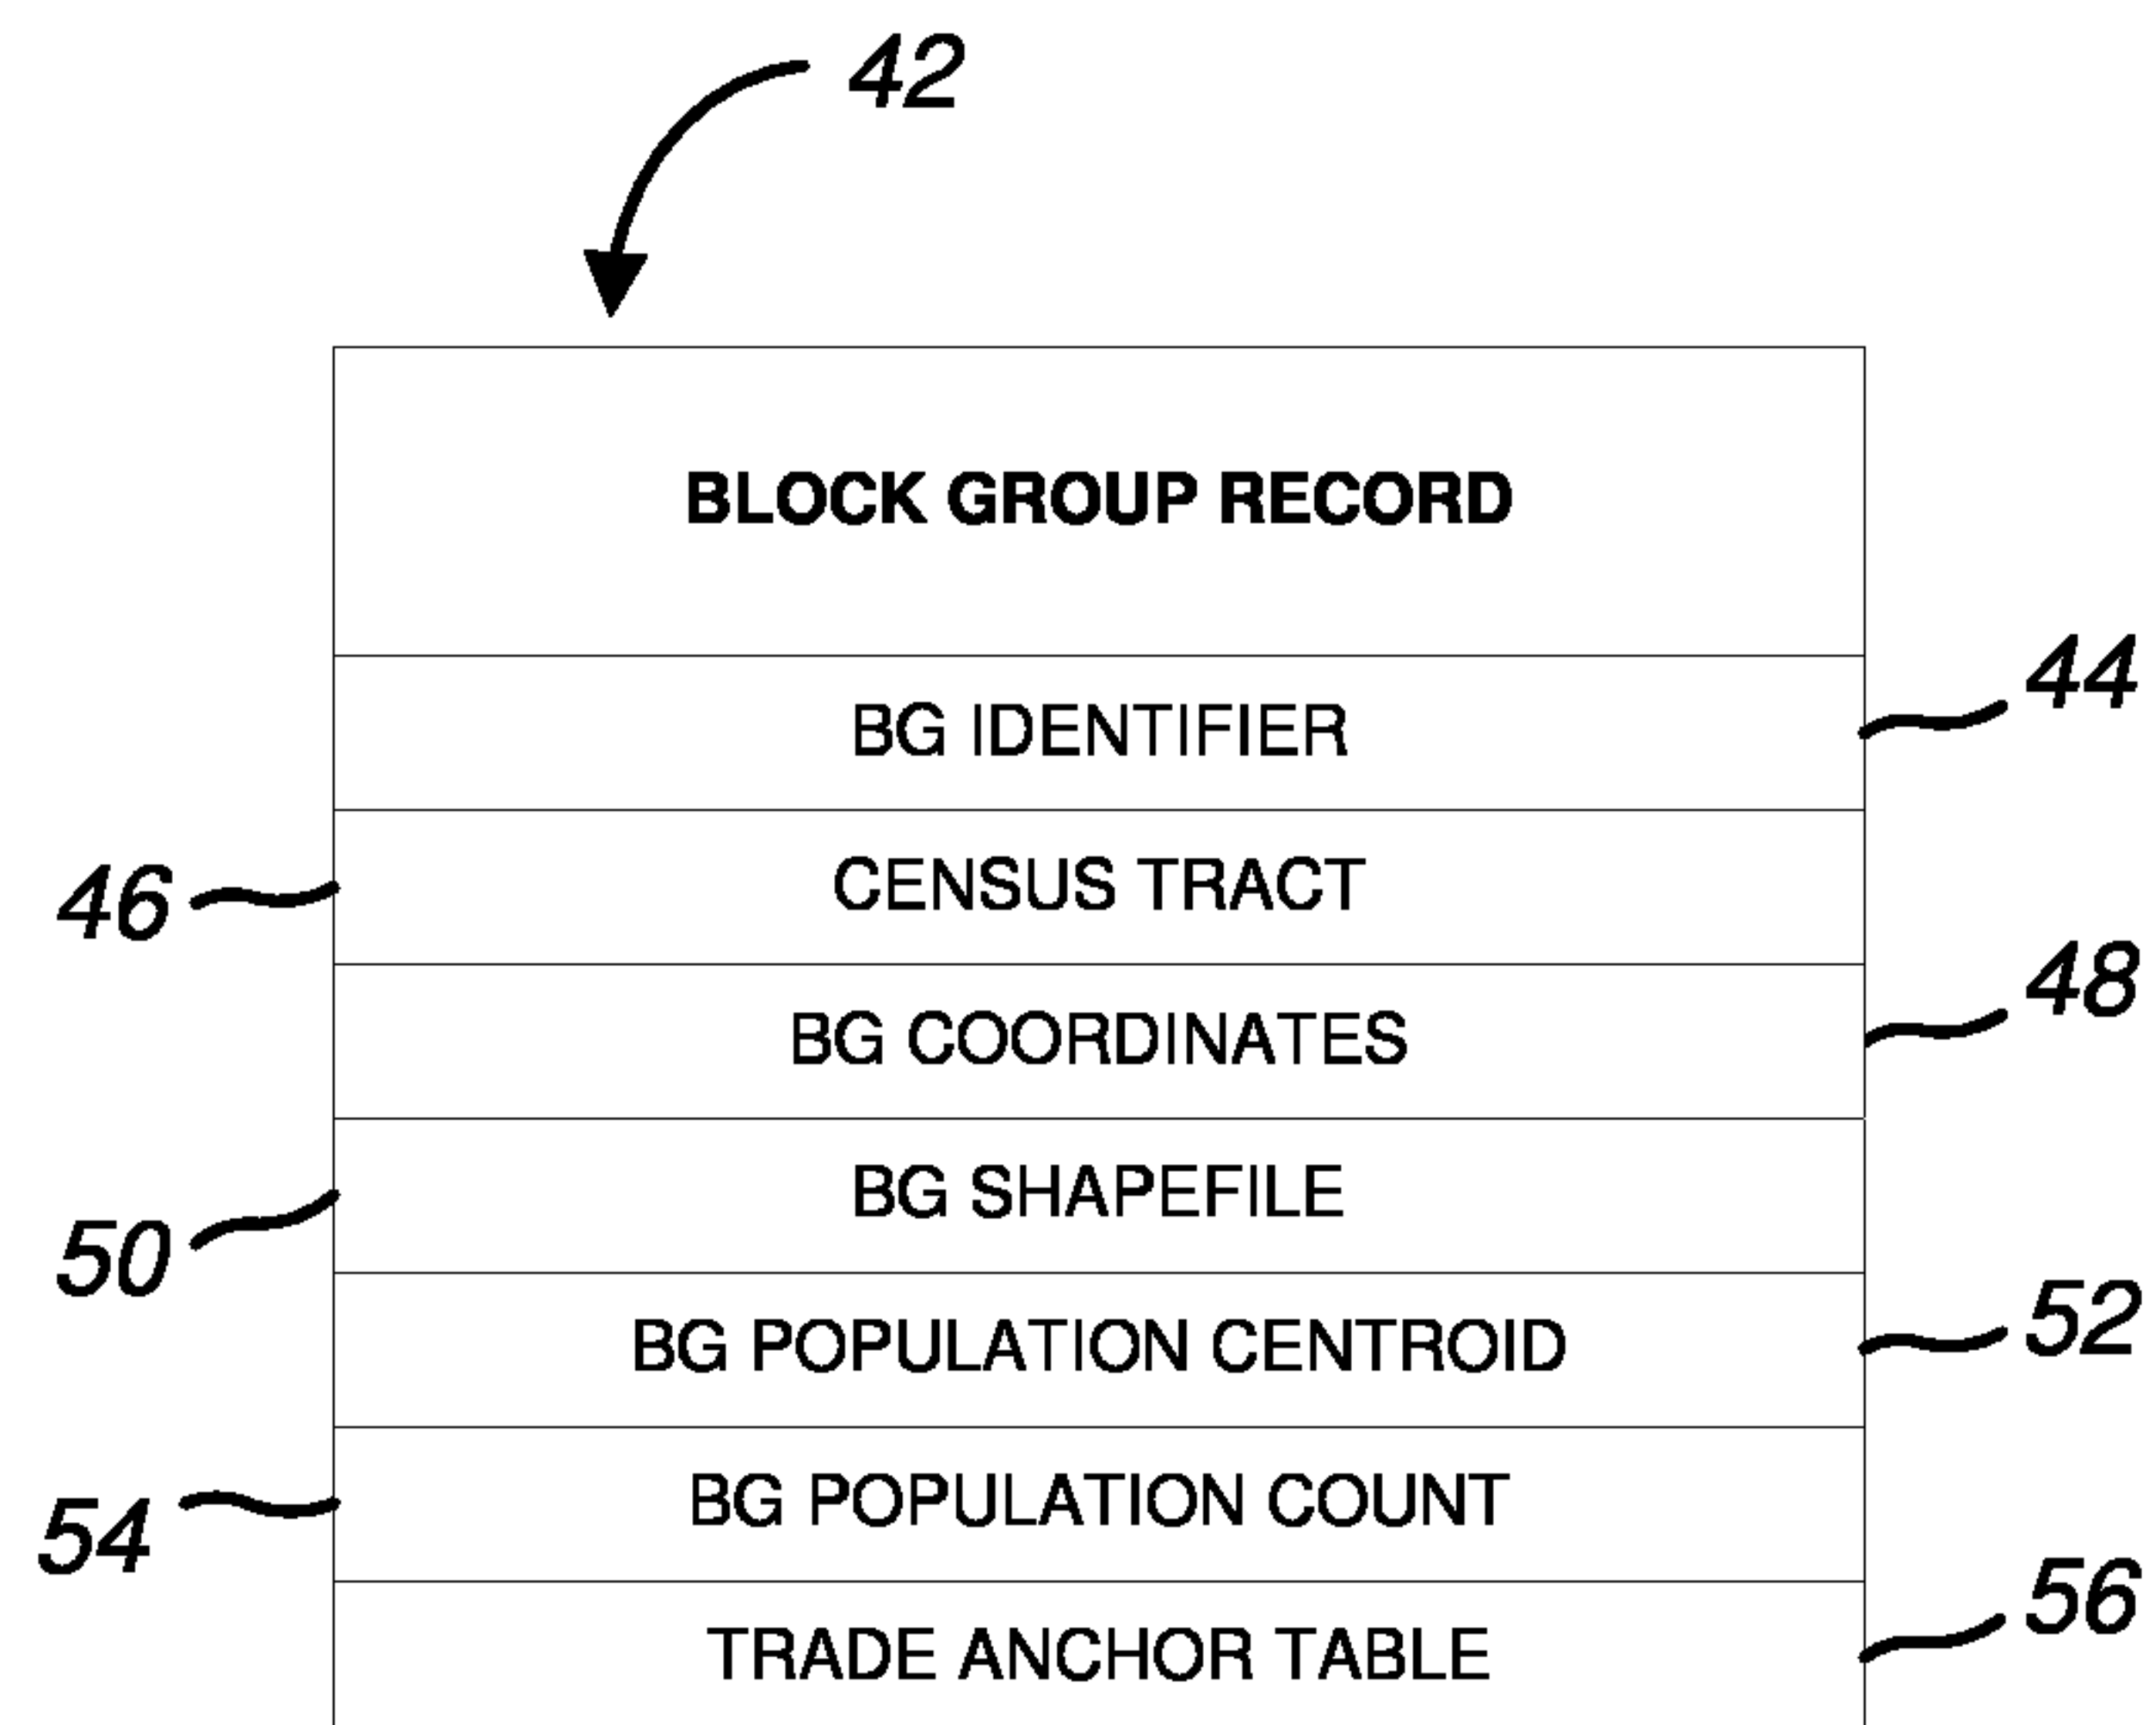 42
BLOCK GROUP RECORD
BG IDENTIFIER
44
46
CENSUS TRACT
BG COORDINATES
48
50
BG SHAPEFILE
BG POPULATION CENTROID
52
54
BG POPULATION COUNT
TRADE ANCHOR TABLE
56